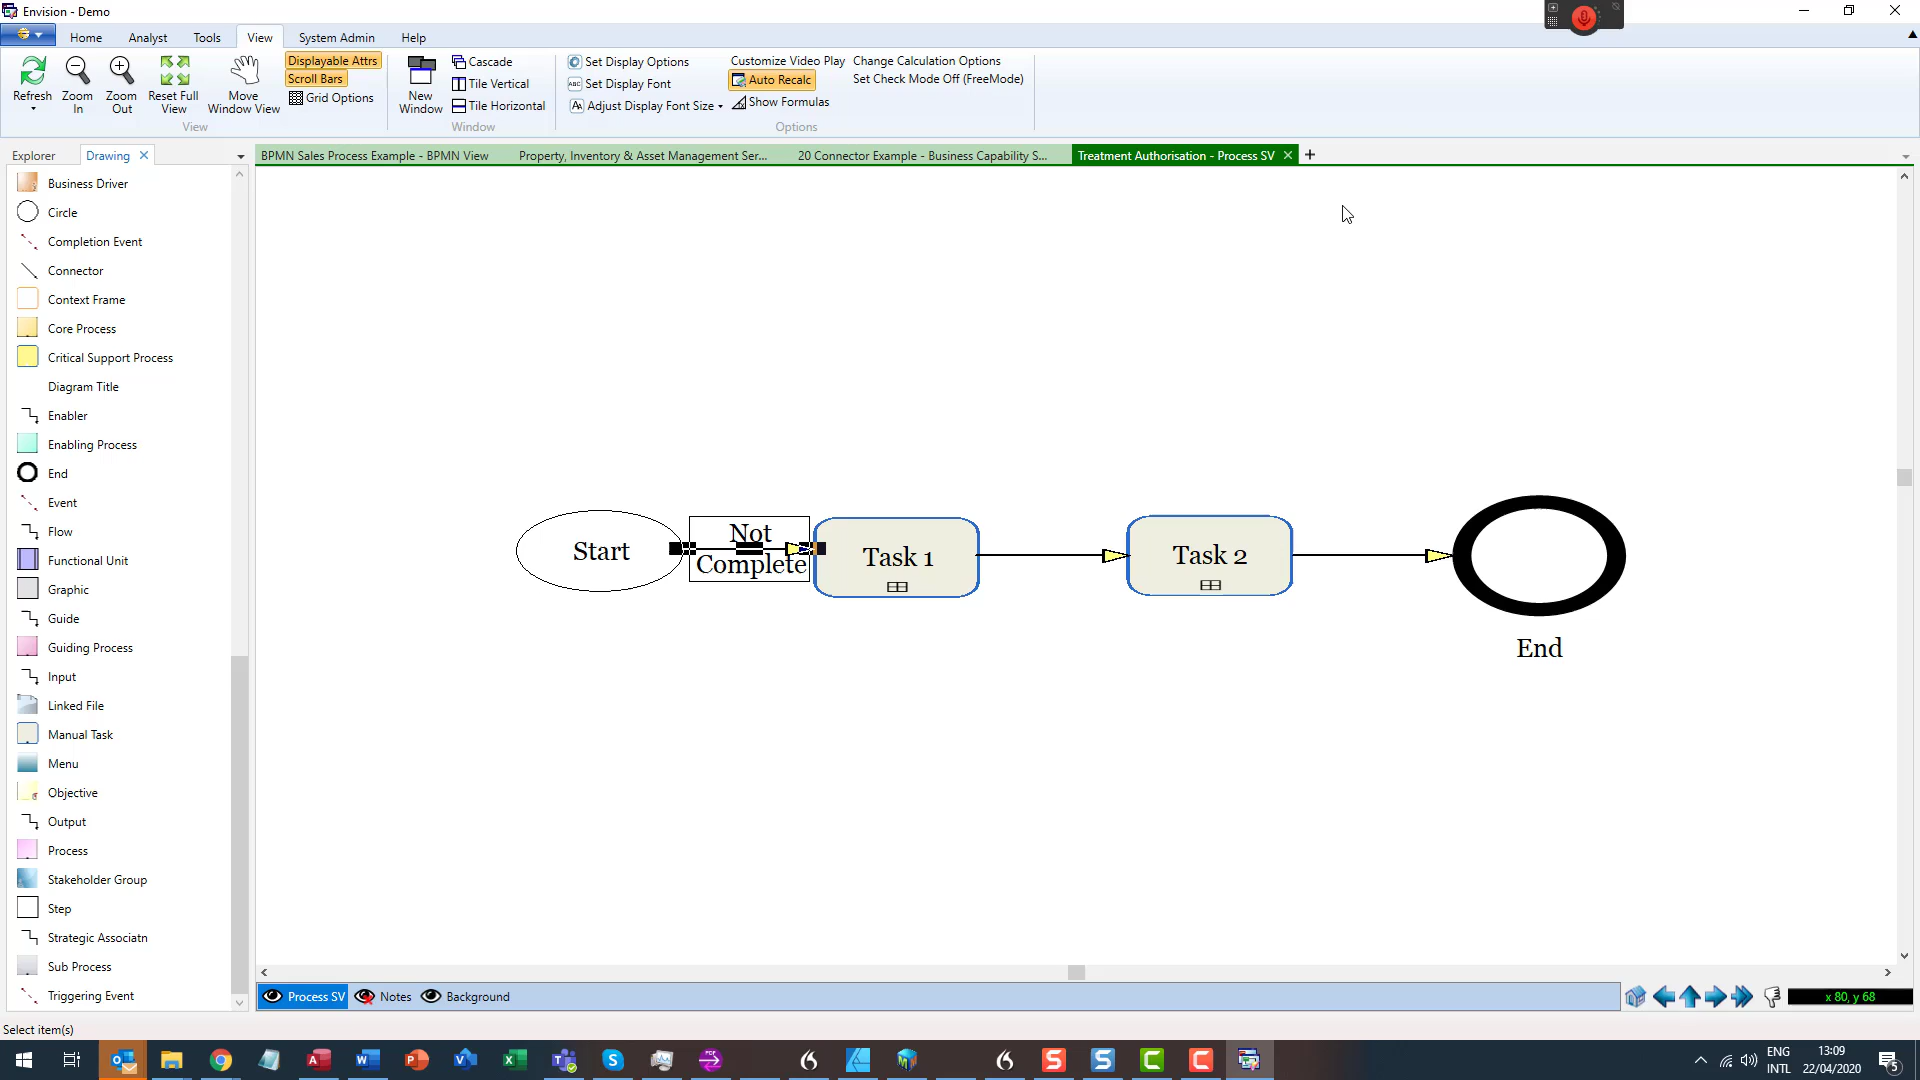 Envision - Demo
Home
Analyst
Tools
View
System Admin
Help
Refresh
Zoom
In
Zoom
Out
Reset Full
View
Move
Window View
Displayable Attrs
Scroll Bars
Grid Options
View
New
Window
Cascade
Tile Vertical
Tile Horizontal
Window
Set Display Options
ABC Set Display Font
A Adjust Display Font Size
Customize Video Play
Auto Recalc
Show Formulas
Change Calculation Options
Set Check Mode Off (FreeMode)
Options
Explorer
Drawing
BPMN Sales Process Example - BPMN View
Property, Inventory & Asset Management Ser...
20 Connector Example - Business Capability S...
Treatment Authorisation - Process SV
Business Driver
Circle
Completion Event
Connector
Context Frame
Core Process
Critical Support Process
Diagram Title
Enabler
Enabling Process
End
Event
Flow
Functional Unit
Graphic
Guide
Guiding Process
Input
Linked File
Manual Task
Menu
Objective
Output
Process
Stakeholder Group
Step
Strategic Associatn
Sub Process
Triggering Event
Start
Not
Complete
Task 1
Task 2
End
Process SV
Notes
Background
x 80, y 68
Select item(s)
ENG
INTL
13:09
22/04/2020
5